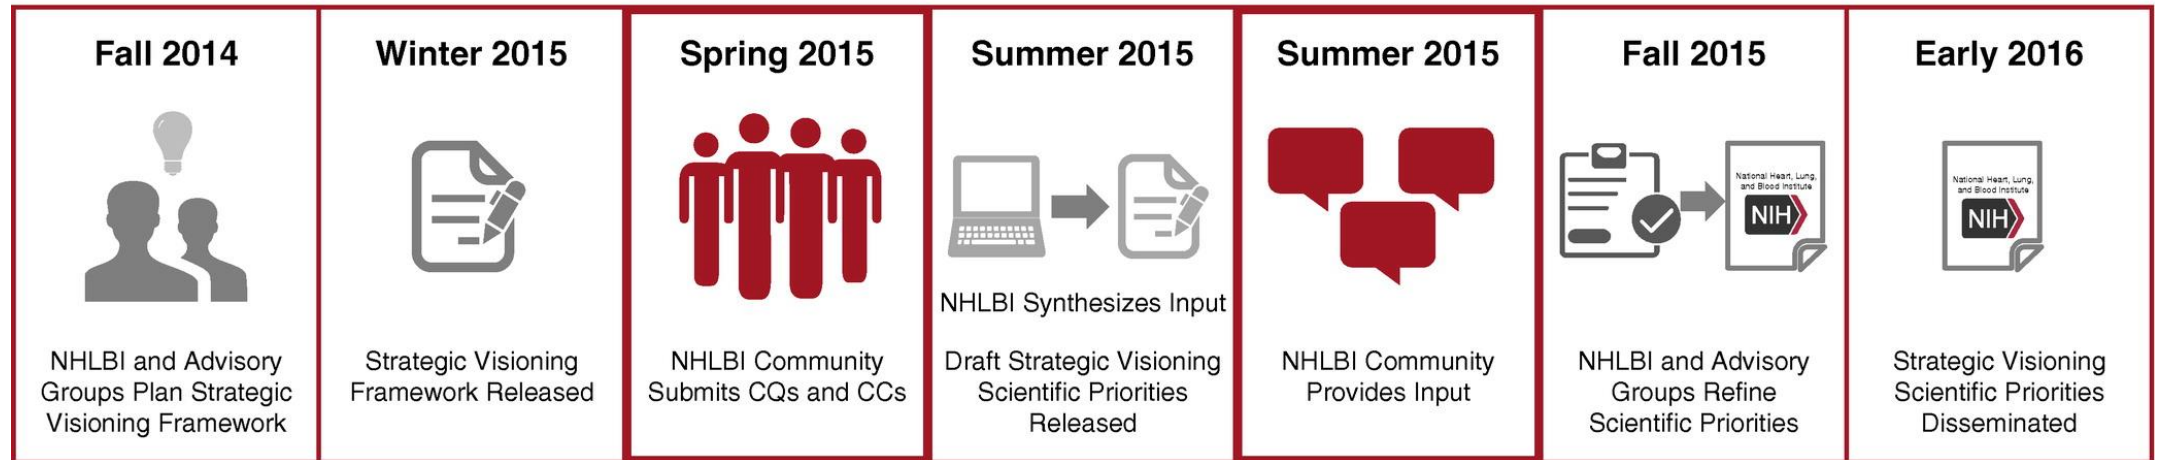 Fall 2014
NHLBI and Advisory
Groups Plan Strategic
Visioning Framework
Winter 2015
Strategic Visioning
Framework Released
Spring 2015
NHLBI Community
Submits CQs and CCs
Summer 2015
NHLBI Synthesizes Input
Draft Strategic Visioning
Scientific Priorities
Released
Summer 2015
NHLBI Community
Provides Input
Fall 2015
National Heart, Lung,
and Blood Institute
NIH
NHLBI and Advisory
Groups Refine
Scientific Priorities
Early 2016
National Heart, Lung,
and Blood Institute
NIH
Strategic Visioning
Scientific Priorities
Disseminated